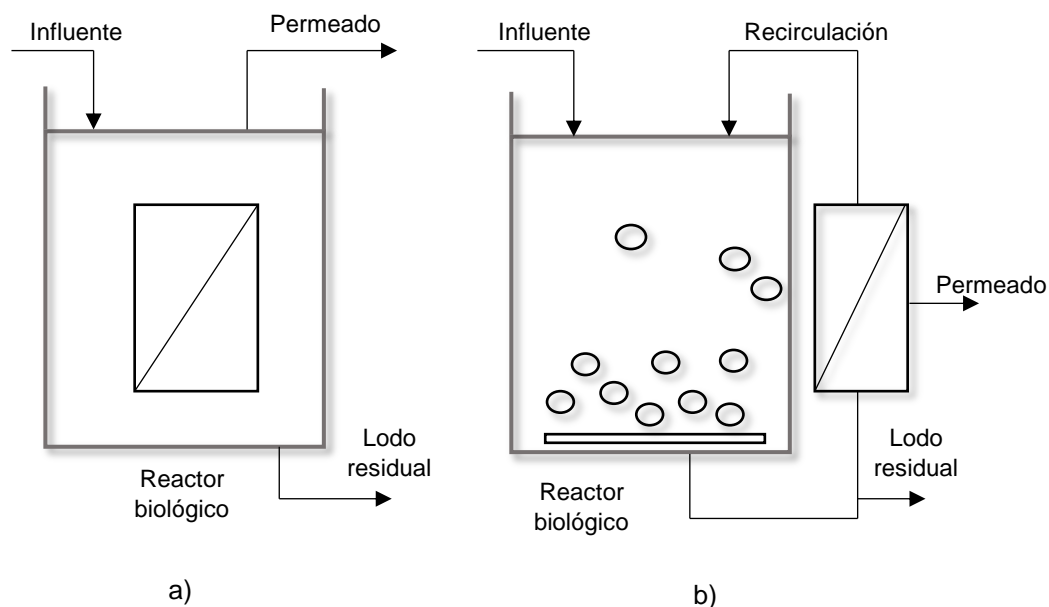 Influente
Permeado
Lodo
residual
Reactor
biológico
a)
Influente
Recirculación
Permeado
Lodo
residual
Reactor
biológico
b)